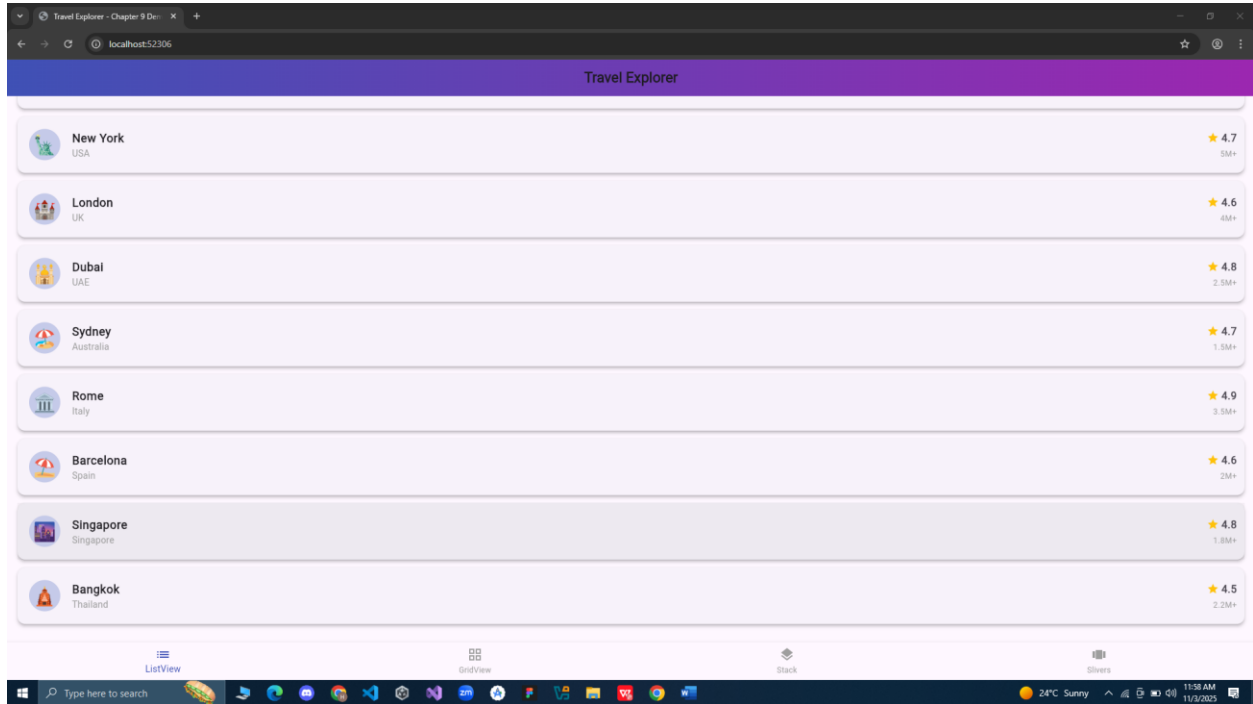 Travel Explorer - Chapter 9 Den
localhost:52306
Travel Explorer
New York
USA
4.7
5M+
London
UK
4.6
4M+
Dubai
UAE
4.8
2.5M+
Sydney
Australia
4.7
1.5M+
Rome
Italy
4.9
3.5M+
Barcelona
Spain
4.6
2M+
Singapore
Singapore
4.8
1.8M+
Bangkok
Thailand
4.5
2.2M+
ListView
GridView
Stack
Slivers
Type here to search
zm
24°C Sunny
11:58 AM
11/3/2025